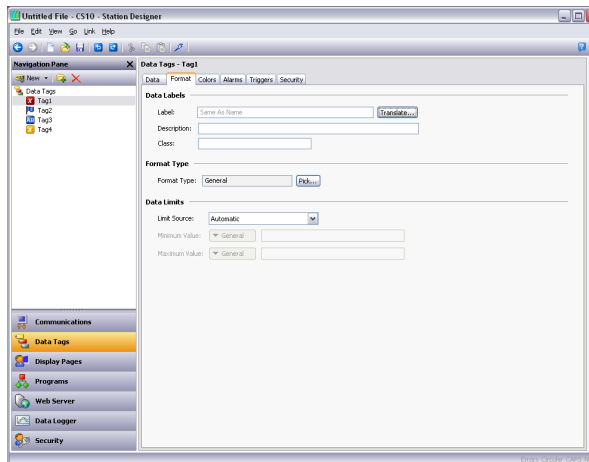 Untitled File - CS10 - Station Designer
File Edit View Go Link Help
Navigation Pane X
New
Data Tags
Tag1
Tag2
Tag3
Tag4
Communications
Data Tags
Display Pages
Programs
Web Server
Data Logger
Security
Data Tags - Tag1
Data Format Colors Alarms Triggers Security
Data Labels
Label: Same As Name Translate...
Description:
Class:
Format Type
Format Type: General Pick...
Data Limits
Limit Source: Automatic
Minimum Value: General
Maximum Value: General
Errors Circular CAPS